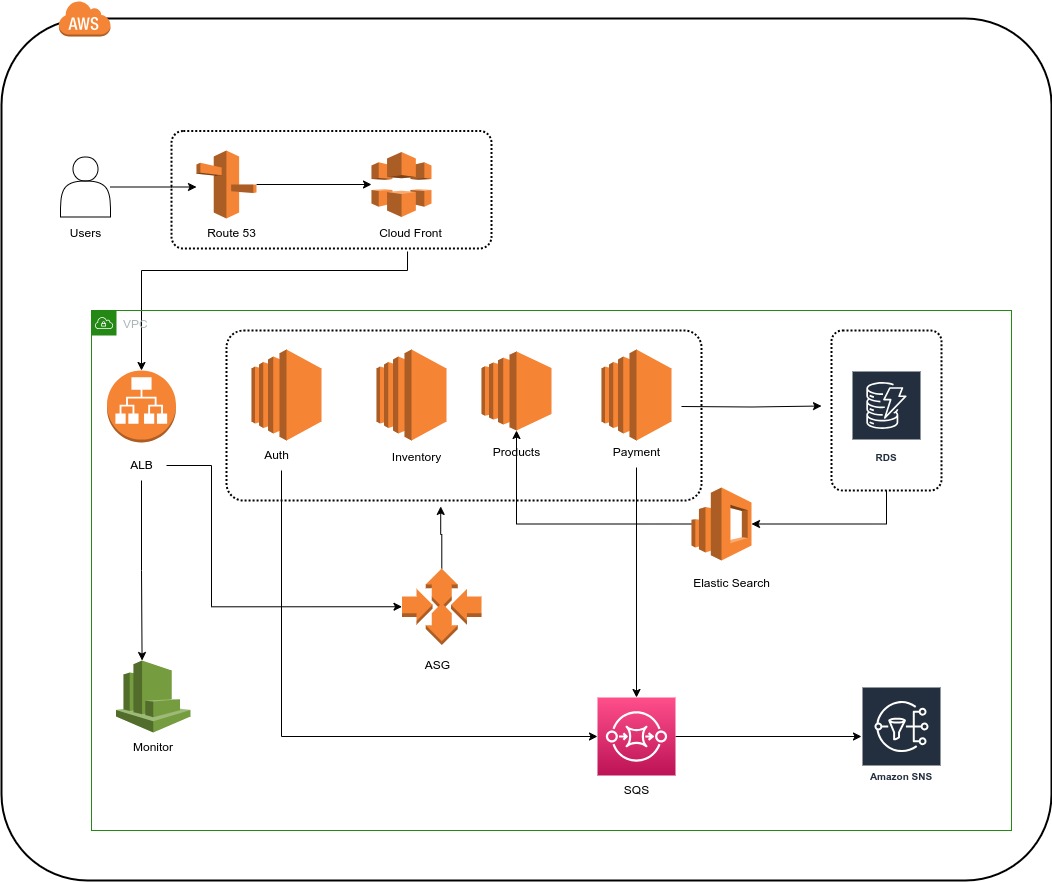 AWS
Users
Route 53
Cloud Front
VPC
Auth
Inventory
Products
Payment
RDS
ALB
Elastic Search
ASG
Monitor
SQS
Amazon SNS